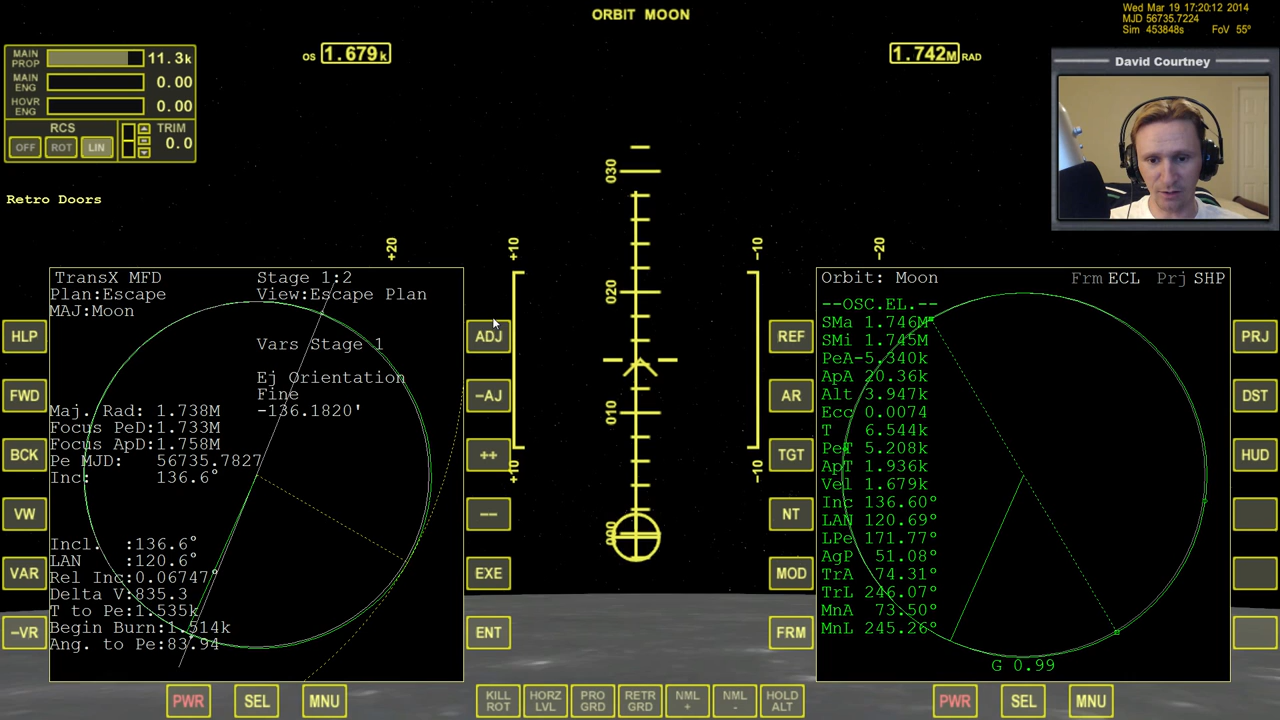 ORBIT MOON
Wed Mar 19 17:20:12 2014
MJD 56735.7224
Sim 453848s FoV 55°
MAIN PROP 11.3k
MAIN ENG 0.00
HOVR ENG 0.00
RCS TRIM
OFF ROT LIN 0.0
OS 1.679k
1.742M RAD
David Courtney
Retro Doors
+20 +10 -10 -20
030
020
010
000
+10 -10
TransX MFD Stage 1:2
Plan:Escape View:Escape Plan
MAJ:Moon
Vars Stage 1
Ej Orientation
Fine
-136.1820'
Maj. Rad: 1.738M
Focus PeD:1.733M
Focus ApD:1.758M
Pe MJD: 56735.7827
Inc: 136.6°
Incl. :136.6°
LAN :120.6°
Rel Inc:0.06747°
Delta V:835.3
T to Pe:1.535k
Begin Burn:1.514k
Ang. to Pe:83.94
HLP
FWD
BCK
VW
VAR
-VR
ADJ
-AJ
++
--
EXE
ENT
PWR SEL MNU
Orbit: Moon Frm ECL Prj SHP
--OSC.EL.--
SMa 1.746M
SMi 1.745M
PeA-5.340k
ApA 20.36k
Alt 3.947k
Ecc 0.0074
T 6.544k
PeT 5.208k
ApT 1.936k
Vel 1.679k
Inc 136.60°
LAN 120.69°
LPe 171.77°
AgP 51.08°
TrA 74.31°
TrL 246.07°
MnA 73.50°
MnL 245.26°
G 0.99
REF
AR
TGT
NT
MOD
FRM
PRJ
DST
HUD
PWR SEL MNU
KILL ROT
HORZ LVL
PRO GRD
RETR GRD
NML +
NML -
HOLD ALT